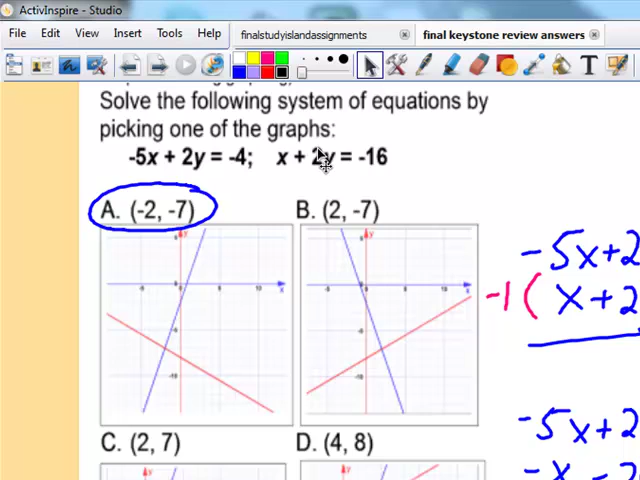 ActivInspire - Studio
File Edit View Insert Tools Help
finalstudyislandassignments
final keystone review answers
Solve the following system of equations by
picking one of the graphs:
-5x + 2y = -4; x + 2y = -16
A. (-2, -7) B. (2, -7)
-5x+2
-1( x+2
C. (2, 7) D. (4, 8)
-5x+2